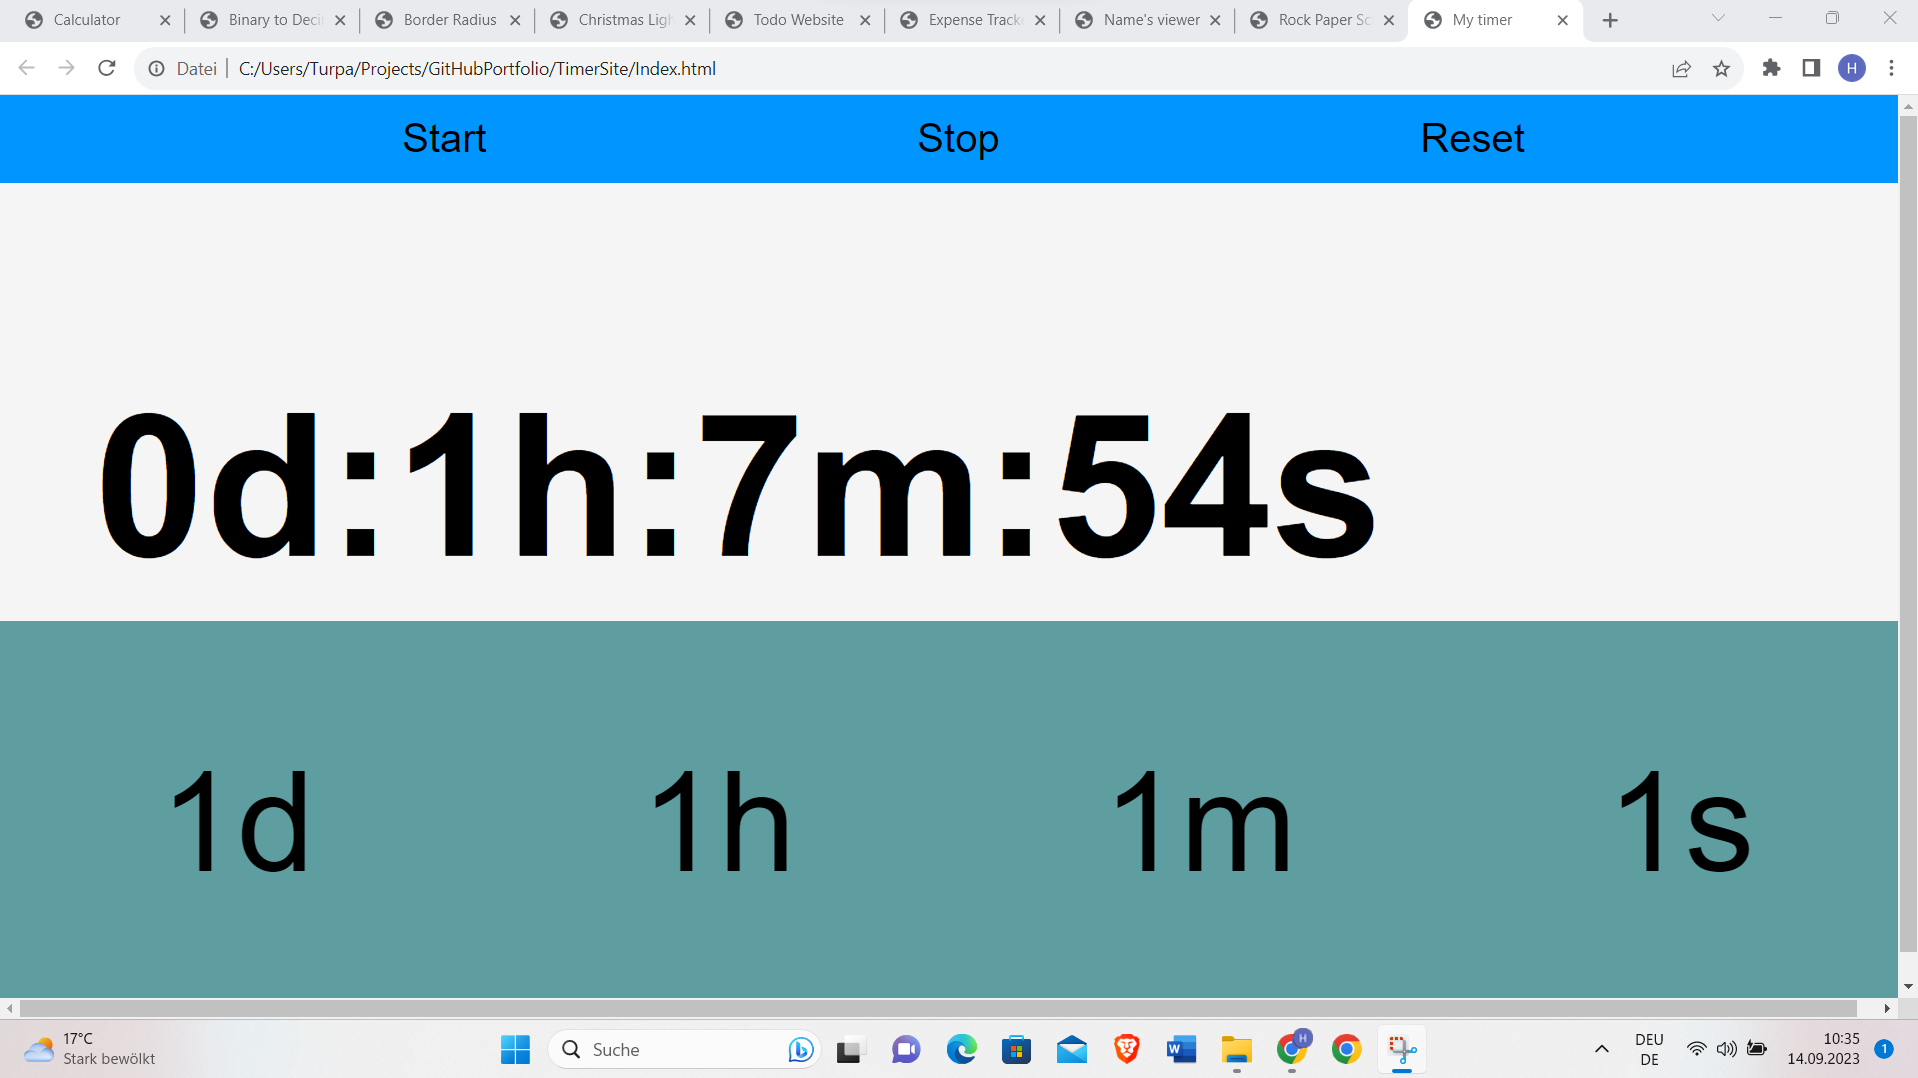 Calculator
Binary to Deci
Border Radius
Christmas Ligh
Todo Website
Expense Tracke
Name's viewer
Rock Paper Sc
My timer
Datei
C:/Users/Turpa/Projects/GitHubPortfolio/TimerSite/Index.html
H
Start Stop Reset
0d:1h:7m:54s
1d 1h 1m 1s
17°C
Stark bewölkt
Suche
W
H
DEU
DE
10:35
14.09.2023
1